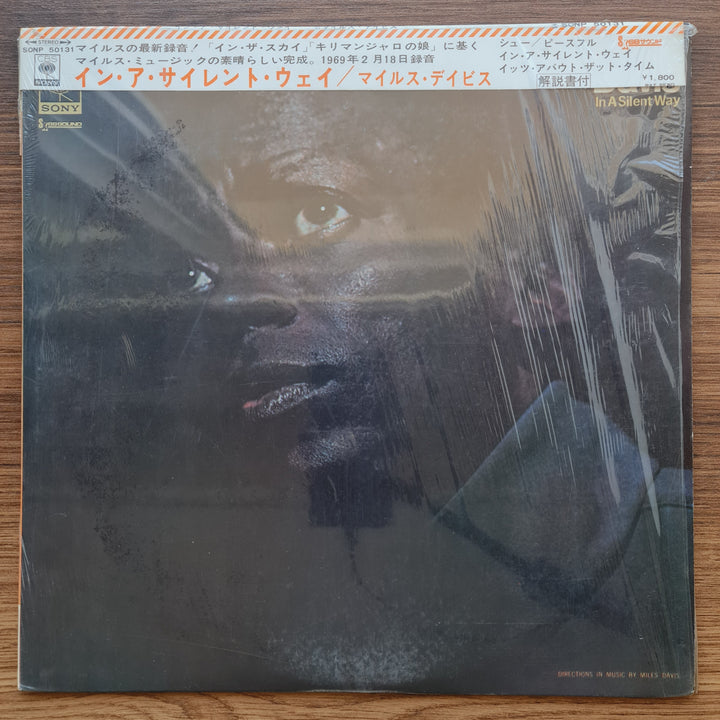 STEREO
SONP 50131
CBS
マイルスの最新録音!「イン・ザ・スカイ」「キリマンジャロの娘」に基く
マイルス・ミュージックの素晴らしい完成。1969年2月18日録音
イン・ア・サイレント・ウェイ/マイルス・デイビス
シュー/ピースフル
イン・ア・サイレント・ウェイ
イッツ・アバウト・ザット・タイム
解説書付
¥1,800
SONP 50131
SONY
Davis
In A Silent Way
DIRECTIONS IN MUSIC BY MILES DAVIS